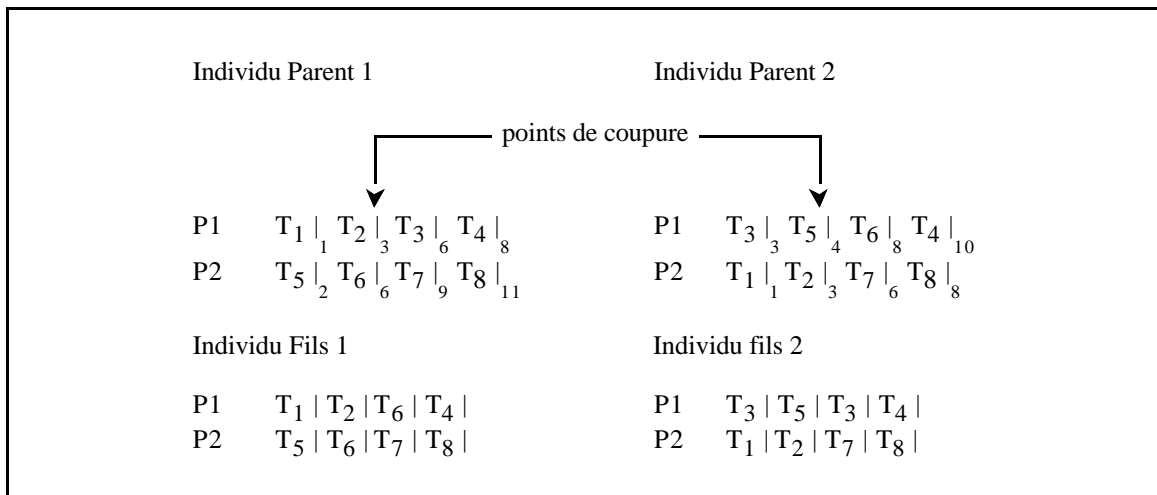 Individu Parent 1 Individu Parent 2
points de coupure
P1 T1 |1 T2 |3 T3 |6 T4 |8 P1 T3 |3 T5 |4 T6 |8 T4 |10
P2 T5 |2 T6 |6 T7 |9 T8 |11 P2 T1 |1 T2 |3 T7 |6 T8 |8
Individu Fils 1 Individu fils 2
P1 T1 | T2 | T6 | T4 | P1 T3 | T5 | T3 | T4 |
P2 T5 | T6 | T7 | T8 | P2 T1 | T2 | T7 | T8 |